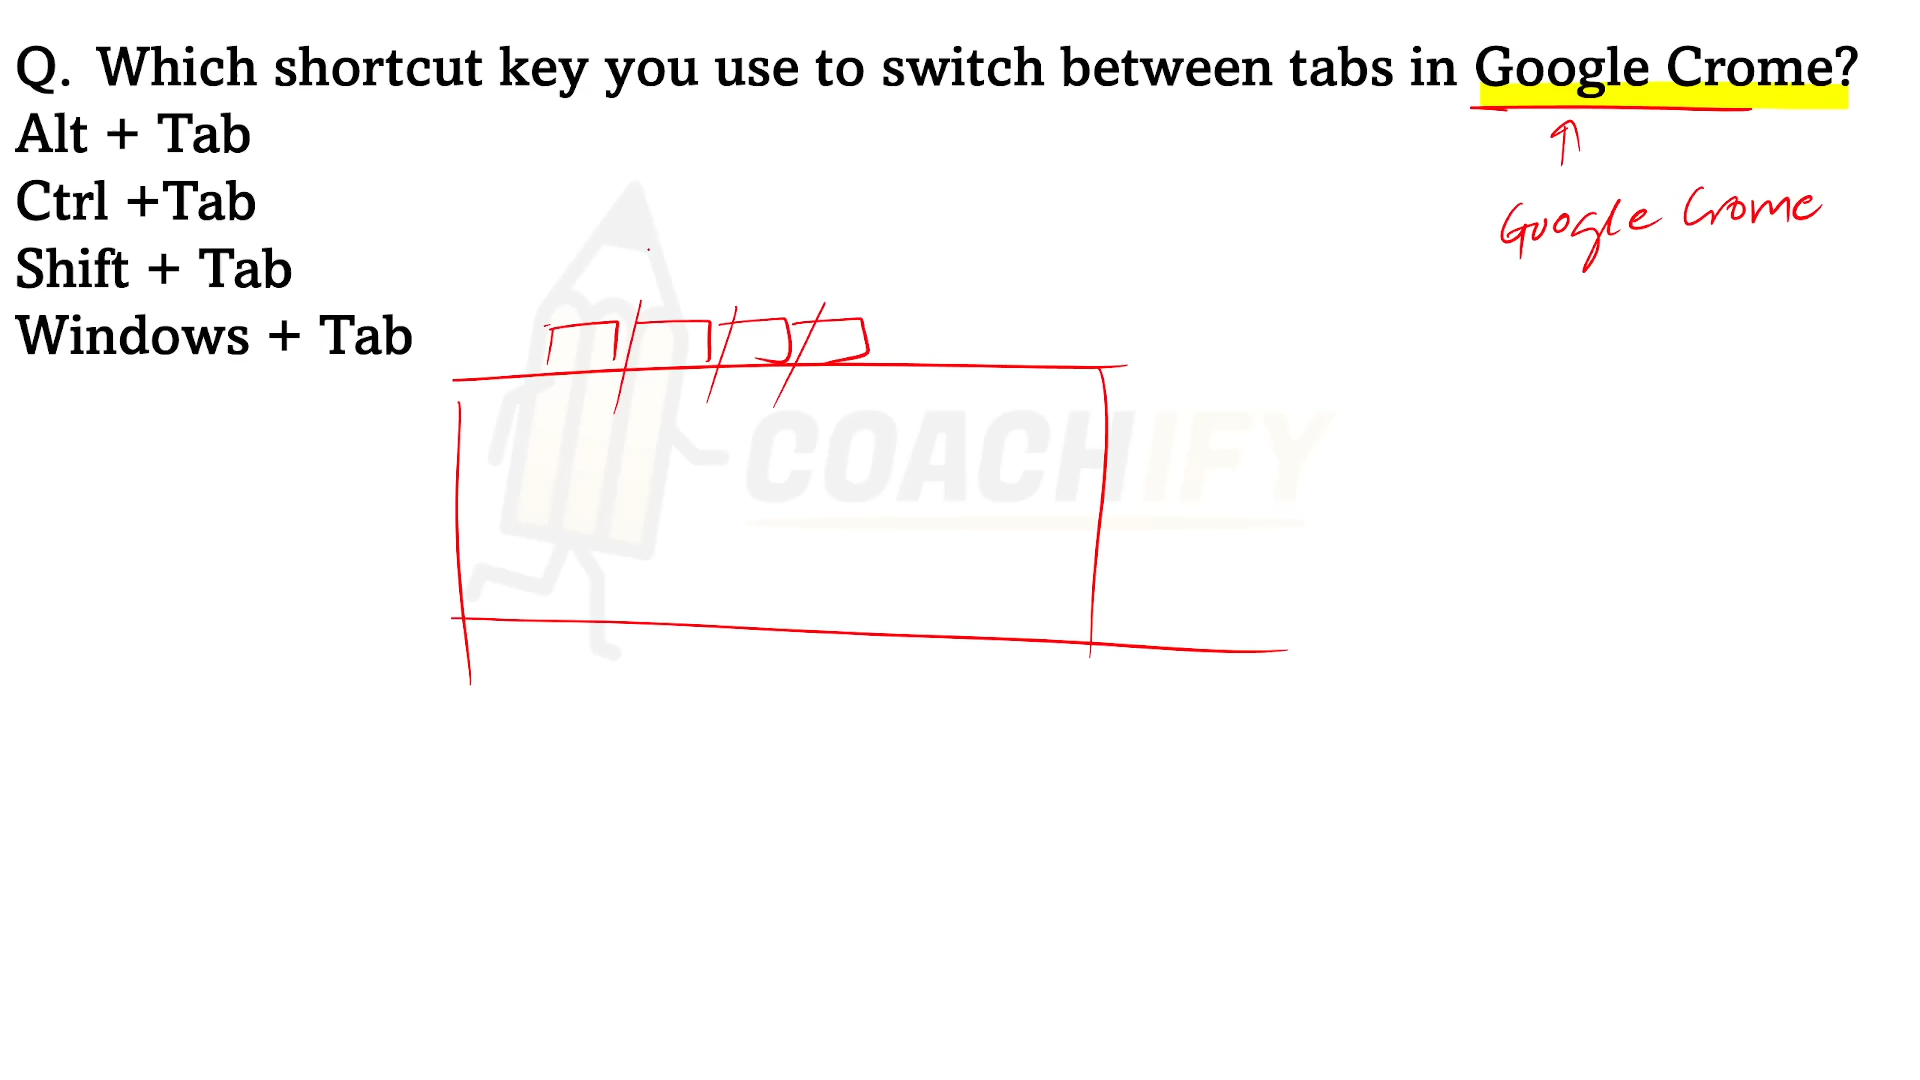 Q. Which shortcut key you use to switch between tabs in Google Crome?
Alt + Tab
Ctrl +Tab
Shift + Tab
Windows + Tab
Google Crome
COACHIFY